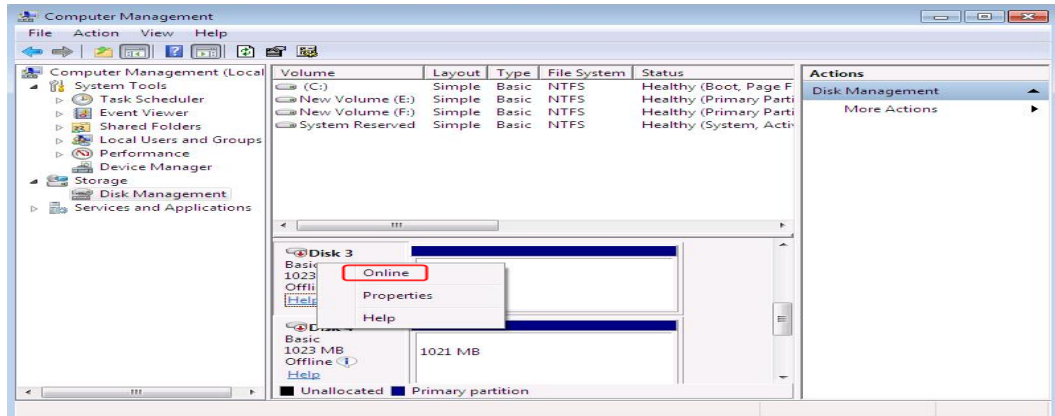 Computer Management
File Action View Help
Computer Management (Local
System Tools
Task Scheduler
Event Viewer
Shared Folders
Local Users and Groups
Performance
Device Manager
Storage
Disk Management
Services and Applications
Volume Layout Type File System Status
(C:) Simple Basic NTFS Healthy (Boot, Page F
New Volume (E:) Simple Basic NTFS Healthy (Primary Parti
New Volume (F:) Simple Basic NTFS Healthy (Primary Parti
System Reserved Simple Basic NTFS Healthy (System, Activ
Disk 3
Basic
1023
Offli
Help
Online
Properties
Help
Basic
1023 MB
Offline
Help
1021 MB
Unallocated Primary partition
Actions
Disk Management
More Actions